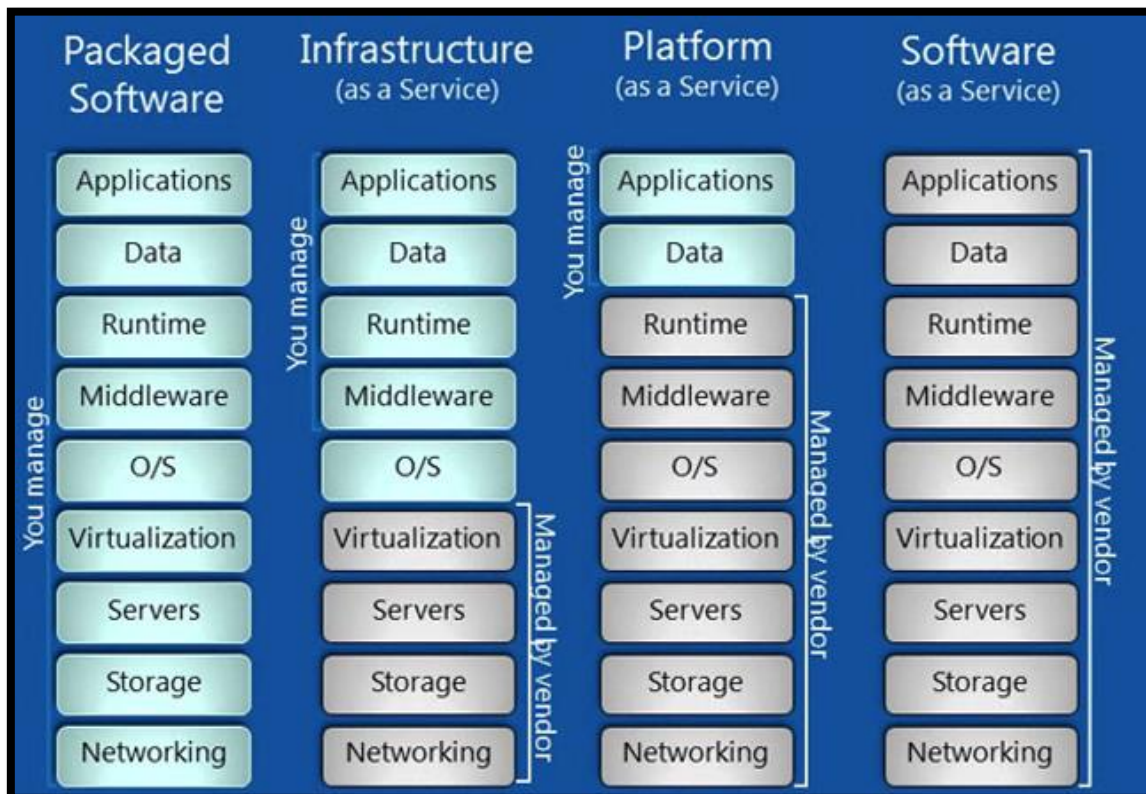 Packaged
Software
You manage
Applications
Data
Runtime
Middleware
O/S
Virtualization
Servers
Storage
Networking
Infrastructure
(as a Service)
You manage
Applications
Data
Runtime
Middleware
O/S
Virtualization
Servers
Storage
Networking
Managed by vendor
Platform
(as a Service)
You manage
Applications
Data
Runtime
Middleware
O/S
Virtualization
Servers
Storage
Networking
Managed by vendor
Software
(as a Service)
Applications
Data
Runtime
Middleware
O/S
Virtualization
Servers
Storage
Networking
Managed by vendor